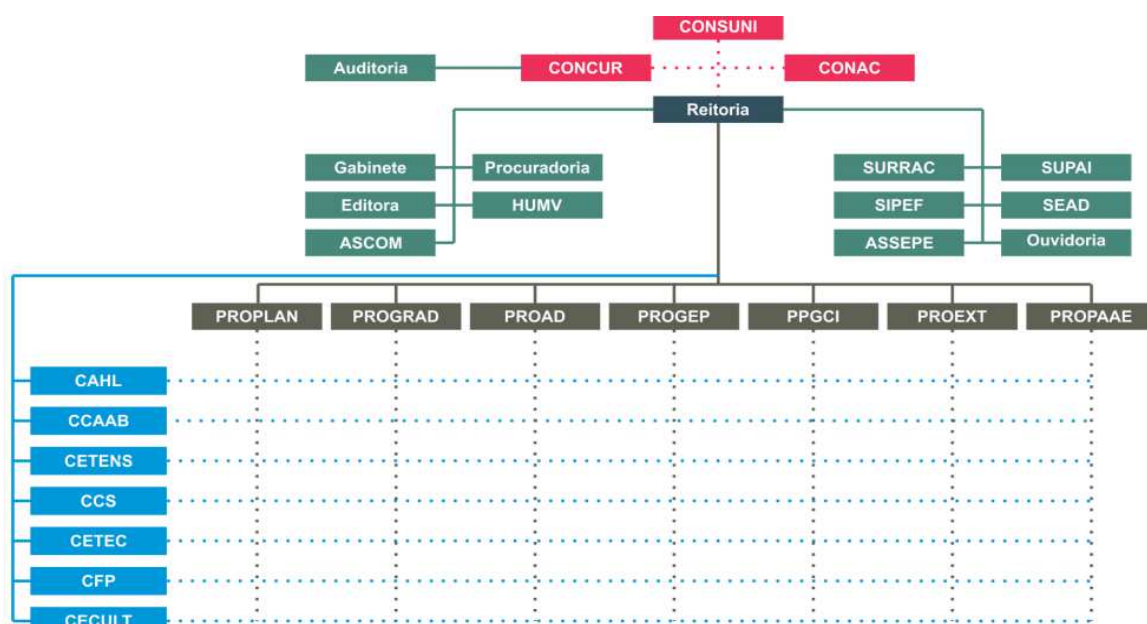 CONSUNI
Auditoria CONCUR CONAC
Reitoria
Gabinete Procuradoria SURRAC SUPAI
Editora HUMV SIPEF SEAD
ASCOM ASSEPE Ouvidoria
PROPLAN PROGRAD PROAD PROGEP PPGCI PROEXT PROPAAE
CAHL
CCAAB
CETENS
CCS
CETEC
CFP
CECULT